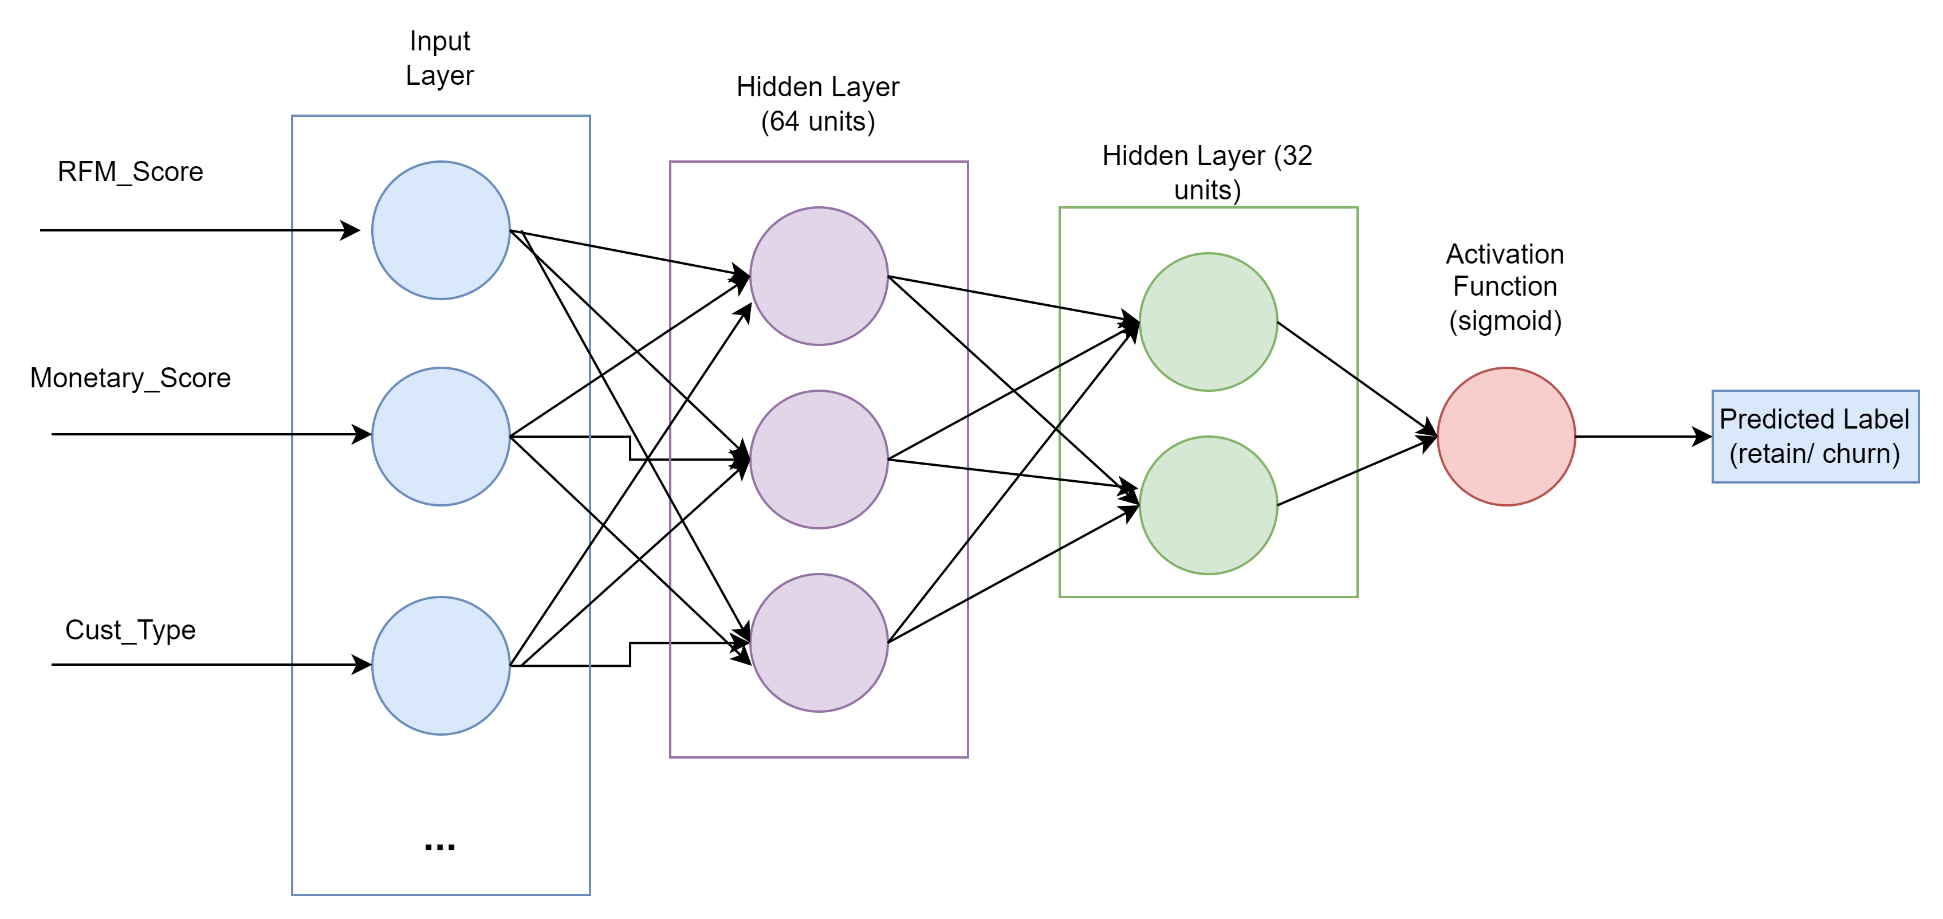 Input
Layer
Hidden Layer
(64 units)
Hidden Layer (32
units)
RFM_Score
Activation
Function
(sigmoid)
Monetary_Score
Predicted Label
(retain/ churn)
Cust_Type
...